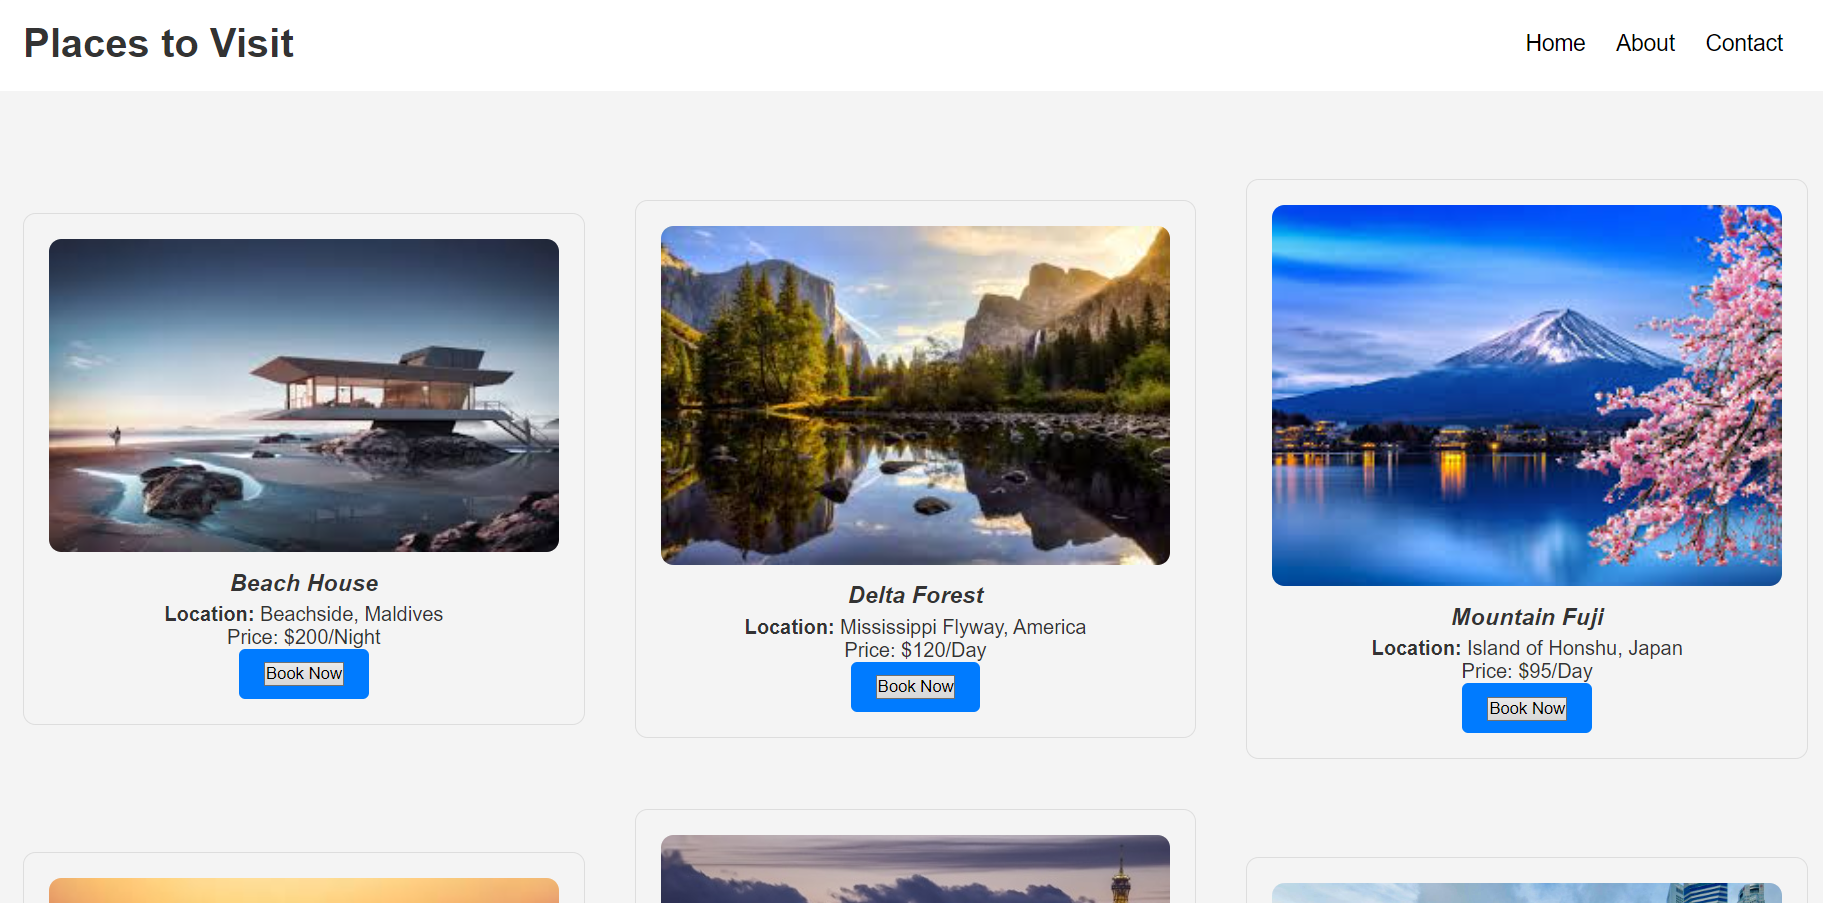 Places to Visit
Home About Contact
Beach House
Location: Beachside, Maldives
Price: $200/Night
Book Now
Delta Forest
Location: Mississippi Flyway, America
Price: $120/Day
Book Now
Mountain Fuji
Location: Island of Honshu, Japan
Price: $95/Day
Book Now